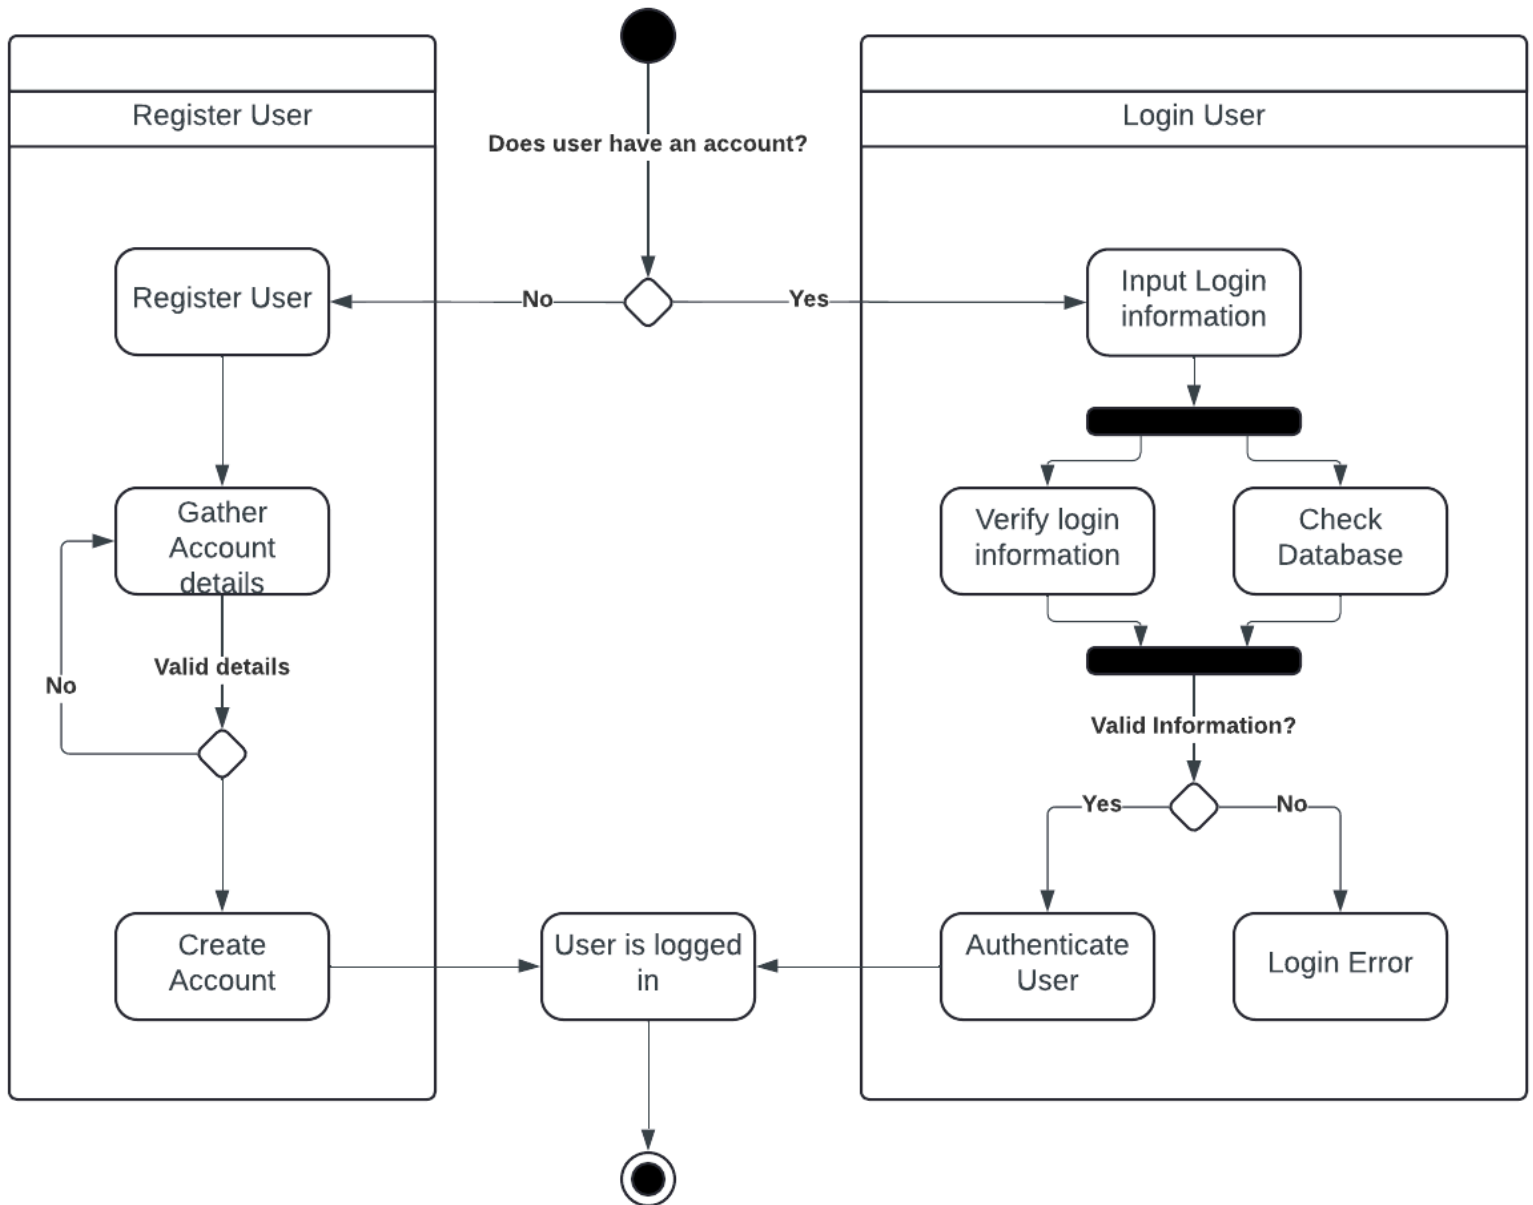 Register User
Does user have an account?
Login User
Register User
No
Yes
Input Login
information
Gather
Account
details
Verify login
information
Check
Database
Valid details
No
Valid Information?
Yes
No
Create
Account
User is logged
in
Authenticate
User
Login Error